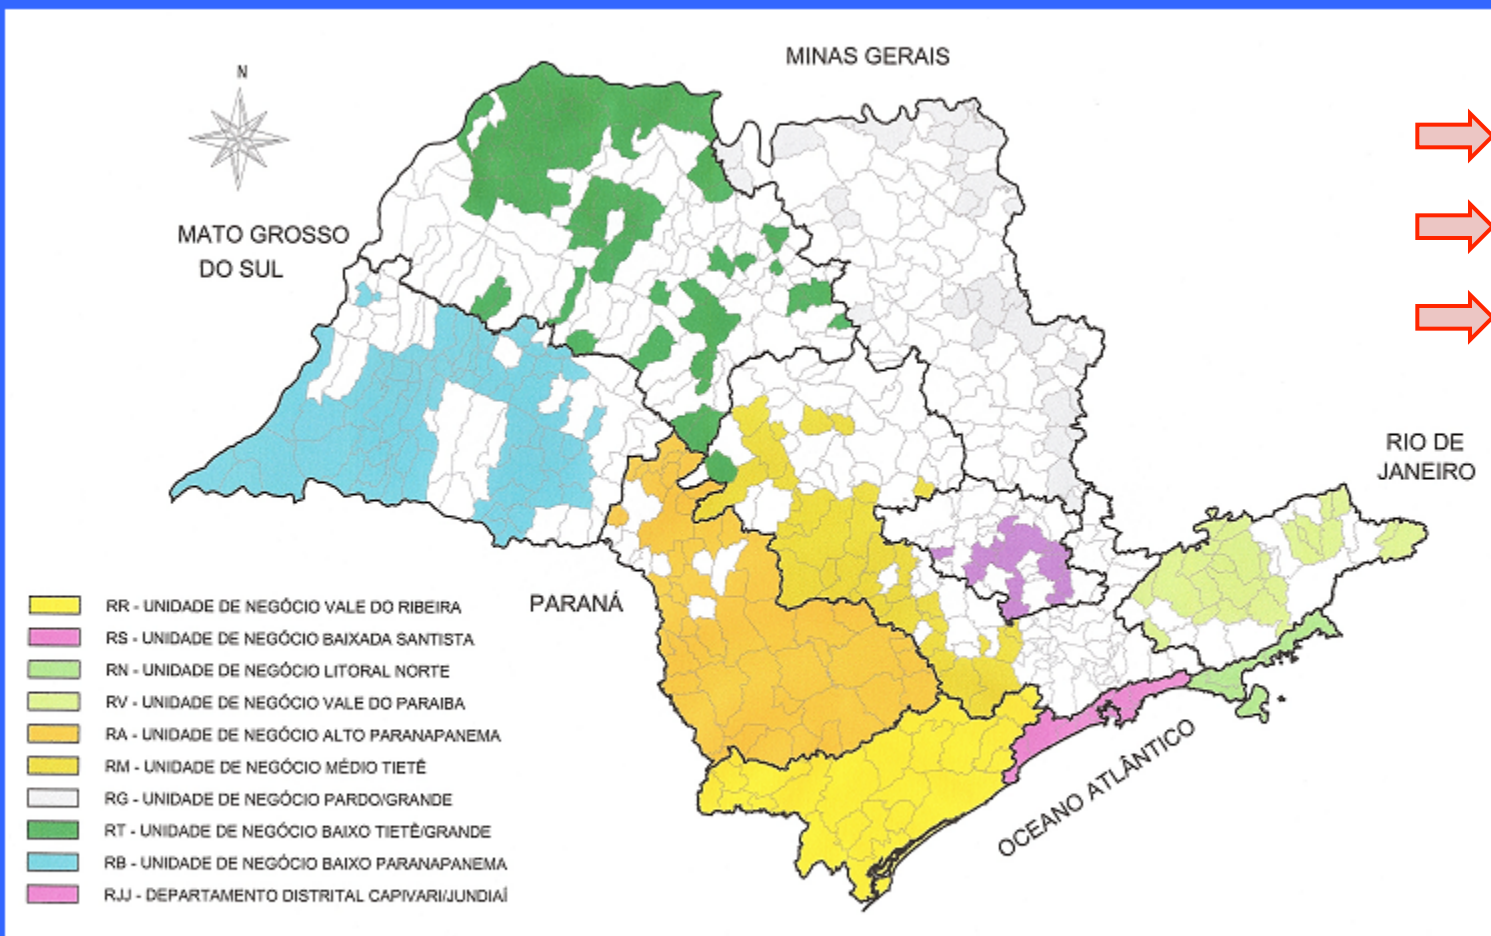 MINAS GERAIS
N
MATO GROSSO
DO SUL
RIO DE
JANEIRO
PARANÁ
OCEANO ATLÂNTICO
RR - UNIDADE DE NEGÓCIO VALE DO RIBEIRA
RS - UNIDADE DE NEGÓCIO BAIXADA SANTISTA
RN - UNIDADE DE NEGÓCIO LITORAL NORTE
RV - UNIDADE DE NEGÓCIO VALE DO PARAIBA
RA - UNIDADE DE NEGÓCIO ALTO PARANAPANEMA
RM - UNIDADE DE NEGÓCIO MÉDIO TIETÊ
RG - UNIDADE DE NEGÓCIO PARDO/GRANDE
RT - UNIDADE DE NEGÓCIO BAIXO TIETÊ/GRANDE
RB - UNIDADE DE NEGÓCIO BAIXO PARANAPANEMA
RJJ - DEPARTAMENTO DISTRITAL CAPIVARI/JUNDIAÍ